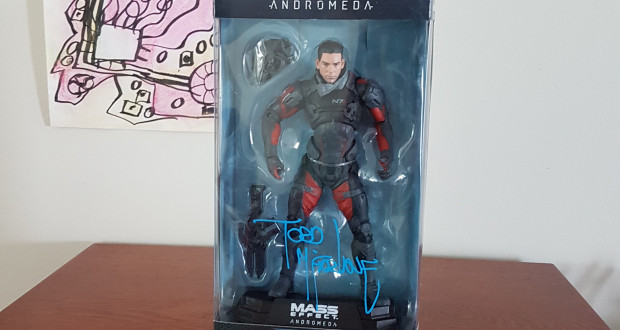 ANDROMEDA
N7
TODD
McFARLANE
MASS
EFFECT
ANDROMEDA